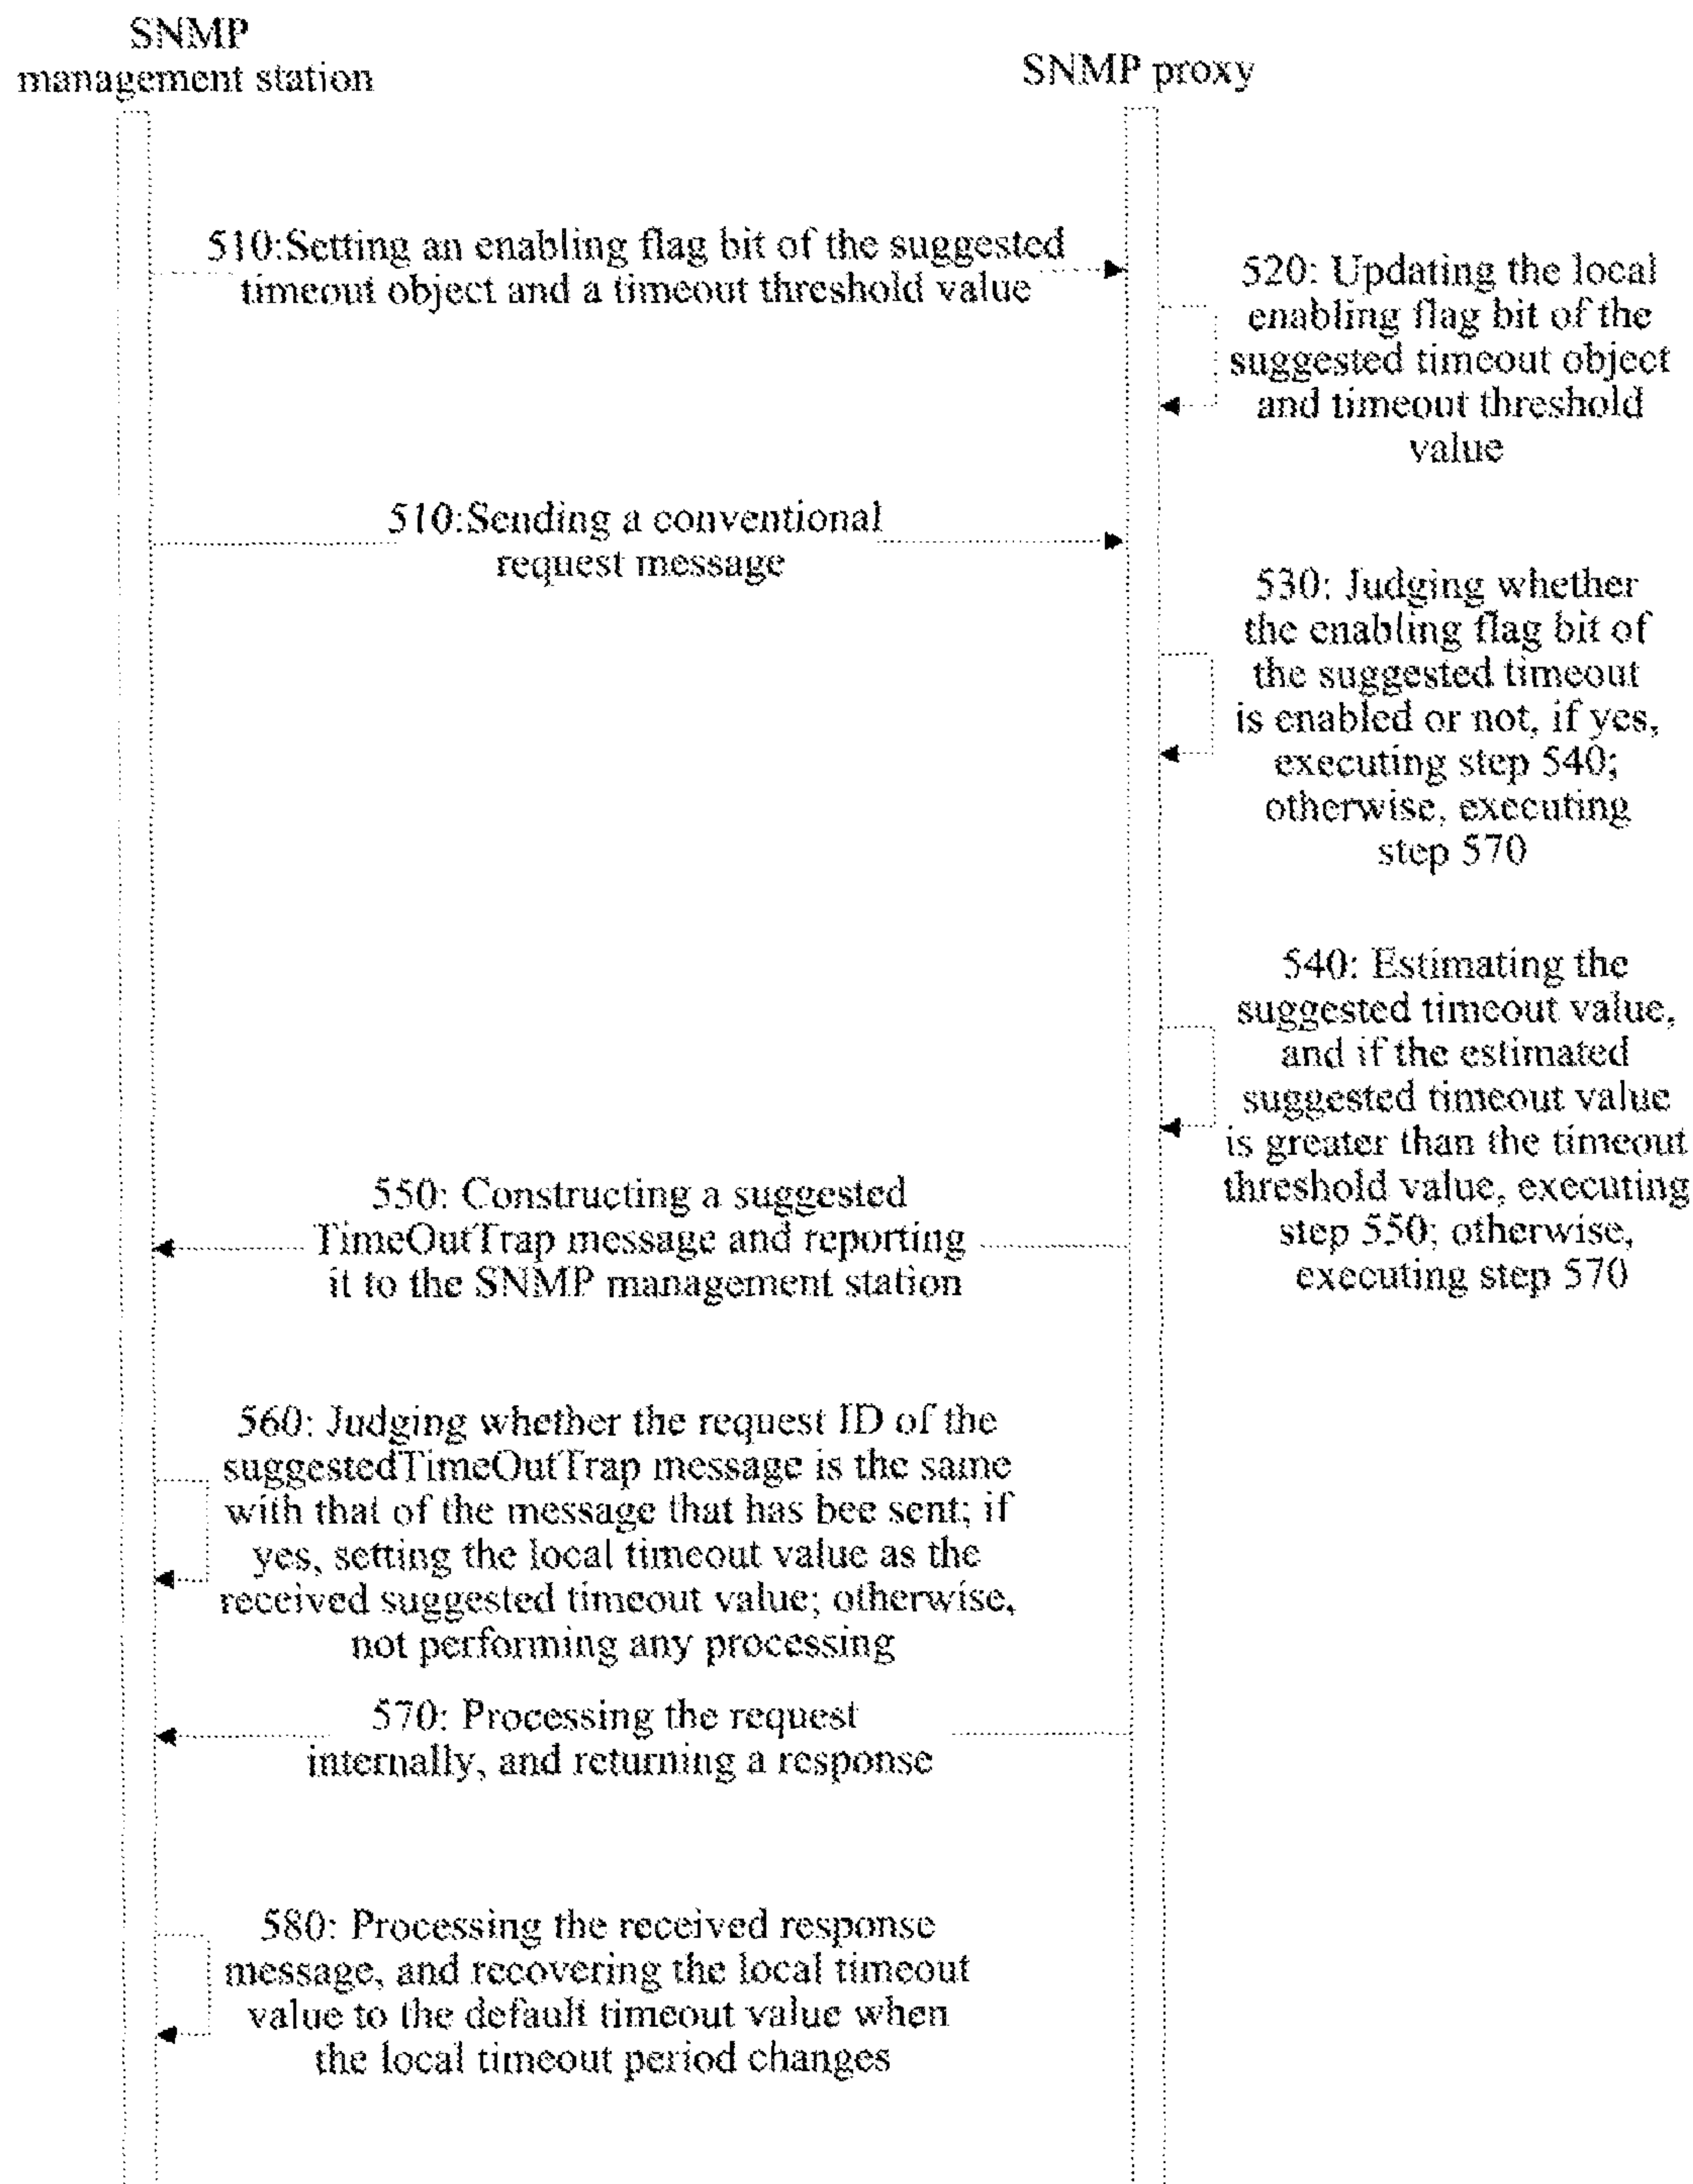 SNMP
management station
SNMP proxy
510:Setting an enabling flag bit of the suggested
timeout object and a timeout threshold value
520: Updating the local
enabling flag bit of the
suggested timeout object
and timeout threshold
value
510:Sending a conventional
request message
530: Judging whether
the enabling flag bit of
the suggested timeout
is enabled or not, if yes,
executing step 540;
otherwise, executing
step 570
540: Estimating the
suggested timeout value,
and if the estimated
suggested timeout value
is greater than the timeout
threshold value, executing
step 550; otherwise,
executing step 570
550: Constructing a suggested
TimeOutTrap message and reporting
it to the SNMP management station
560: Judging whether the request ID of the
suggestedTimeOutTrap message is the same
with that of the message that has bee sent; if
yes, setting the local timeout value as the
received suggested timeout value; otherwise,
not performing any processing
570: Processing the request
internally, and returning a response
580: Processing the received response
message, and recovering the local timeout
value to the default timeout value when
the local timeout period changes